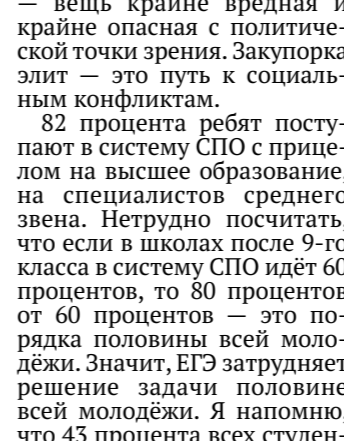 — вещь крайне вредная и
крайне опасная с политиче-
ской точки зрения. Закупорка
элит — это путь к социаль-
ным конфликтам.
82 процента ребят посту-
пают в систему СПО с прице-
лом на высшее образование,
на специалистов среднего
звена. Нетрудно посчитать,
что если в школах после 9-го
класса в систему СПО идёт 60
процентов, то 80 процентов
от 60 процентов — это по-
рядка половины всей моло-
дёжи. Значит, ЕГЭ затрудняет
решение задачи половине
всей молодёжи. Я напомню,
что 43 процента всех студен-